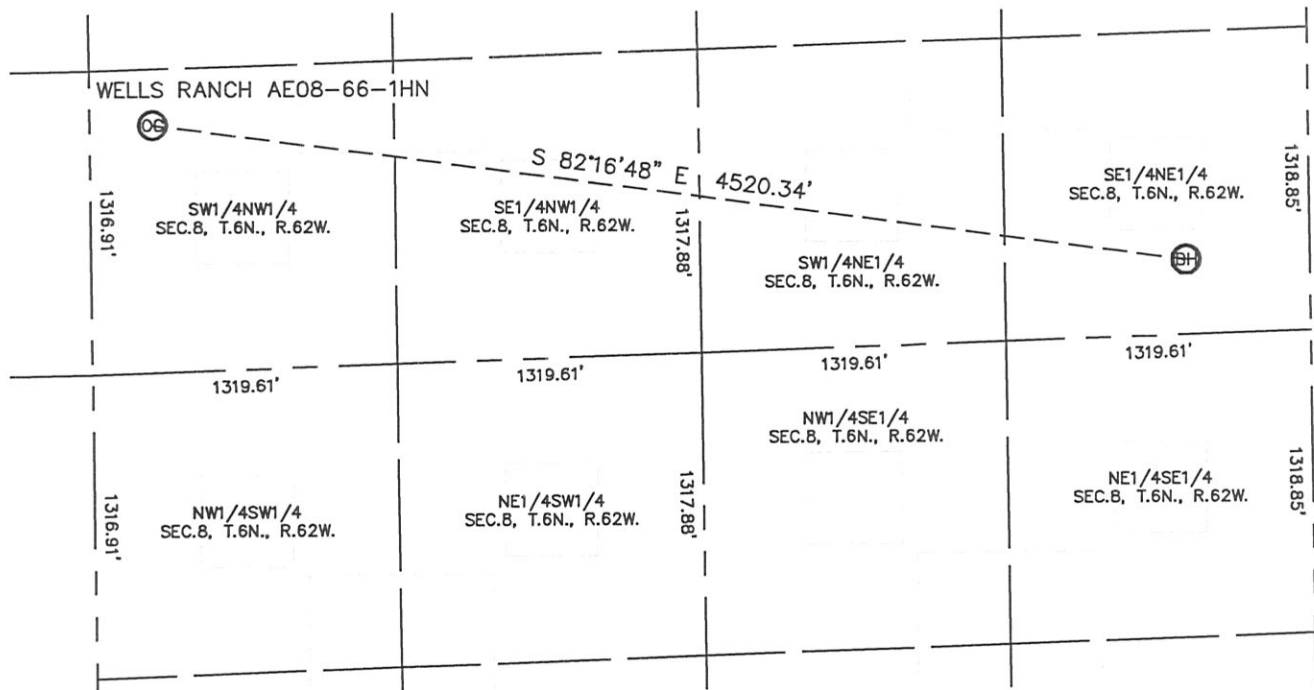 WELLS RANCH AE08-66-1HN
OG
S 82°16'48" E 4520.34'
1316.91'
SW1/4NW1/4
SEC.8, T.6N., R.62W.
SE1/4NW1/4
SEC.8, T.6N., R.62W.
1317.88'
SW1/4NE1/4
SEC.8, T.6N., R.62W.
SE1/4NE1/4
SEC.8, T.6N., R.62W.
1318.85'
BH
1319.61'
1319.61'
1319.61'
1319.61'
1316.91'
NW1/4SW1/4
SEC.8, T.6N., R.62W.
NE1/4SW1/4
SEC.8, T.6N., R.62W.
1317.88'
NW1/4SE1/4
SEC.8, T.6N., R.62W.
NE1/4SE1/4
SEC.8, T.6N., R.62W.
1318.85'